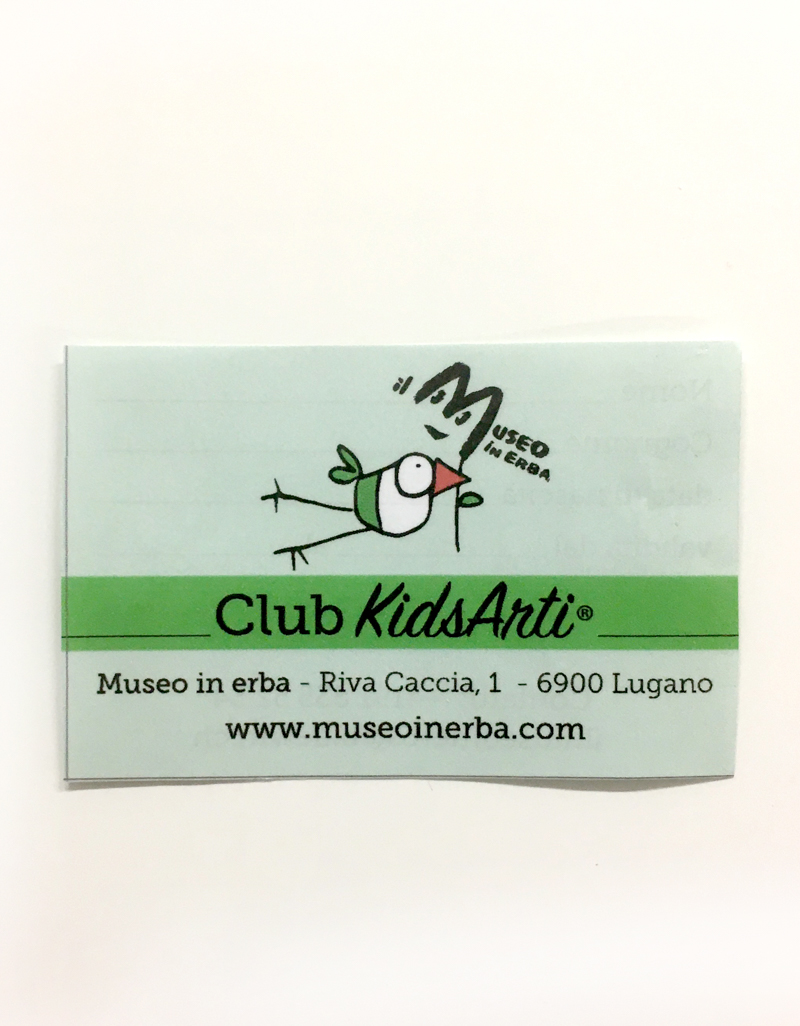 il Museo
in erba
Club KidsArti®
Museo in erba - Riva Caccia, 1 - 6900 Lugano
www.museoinerba.com